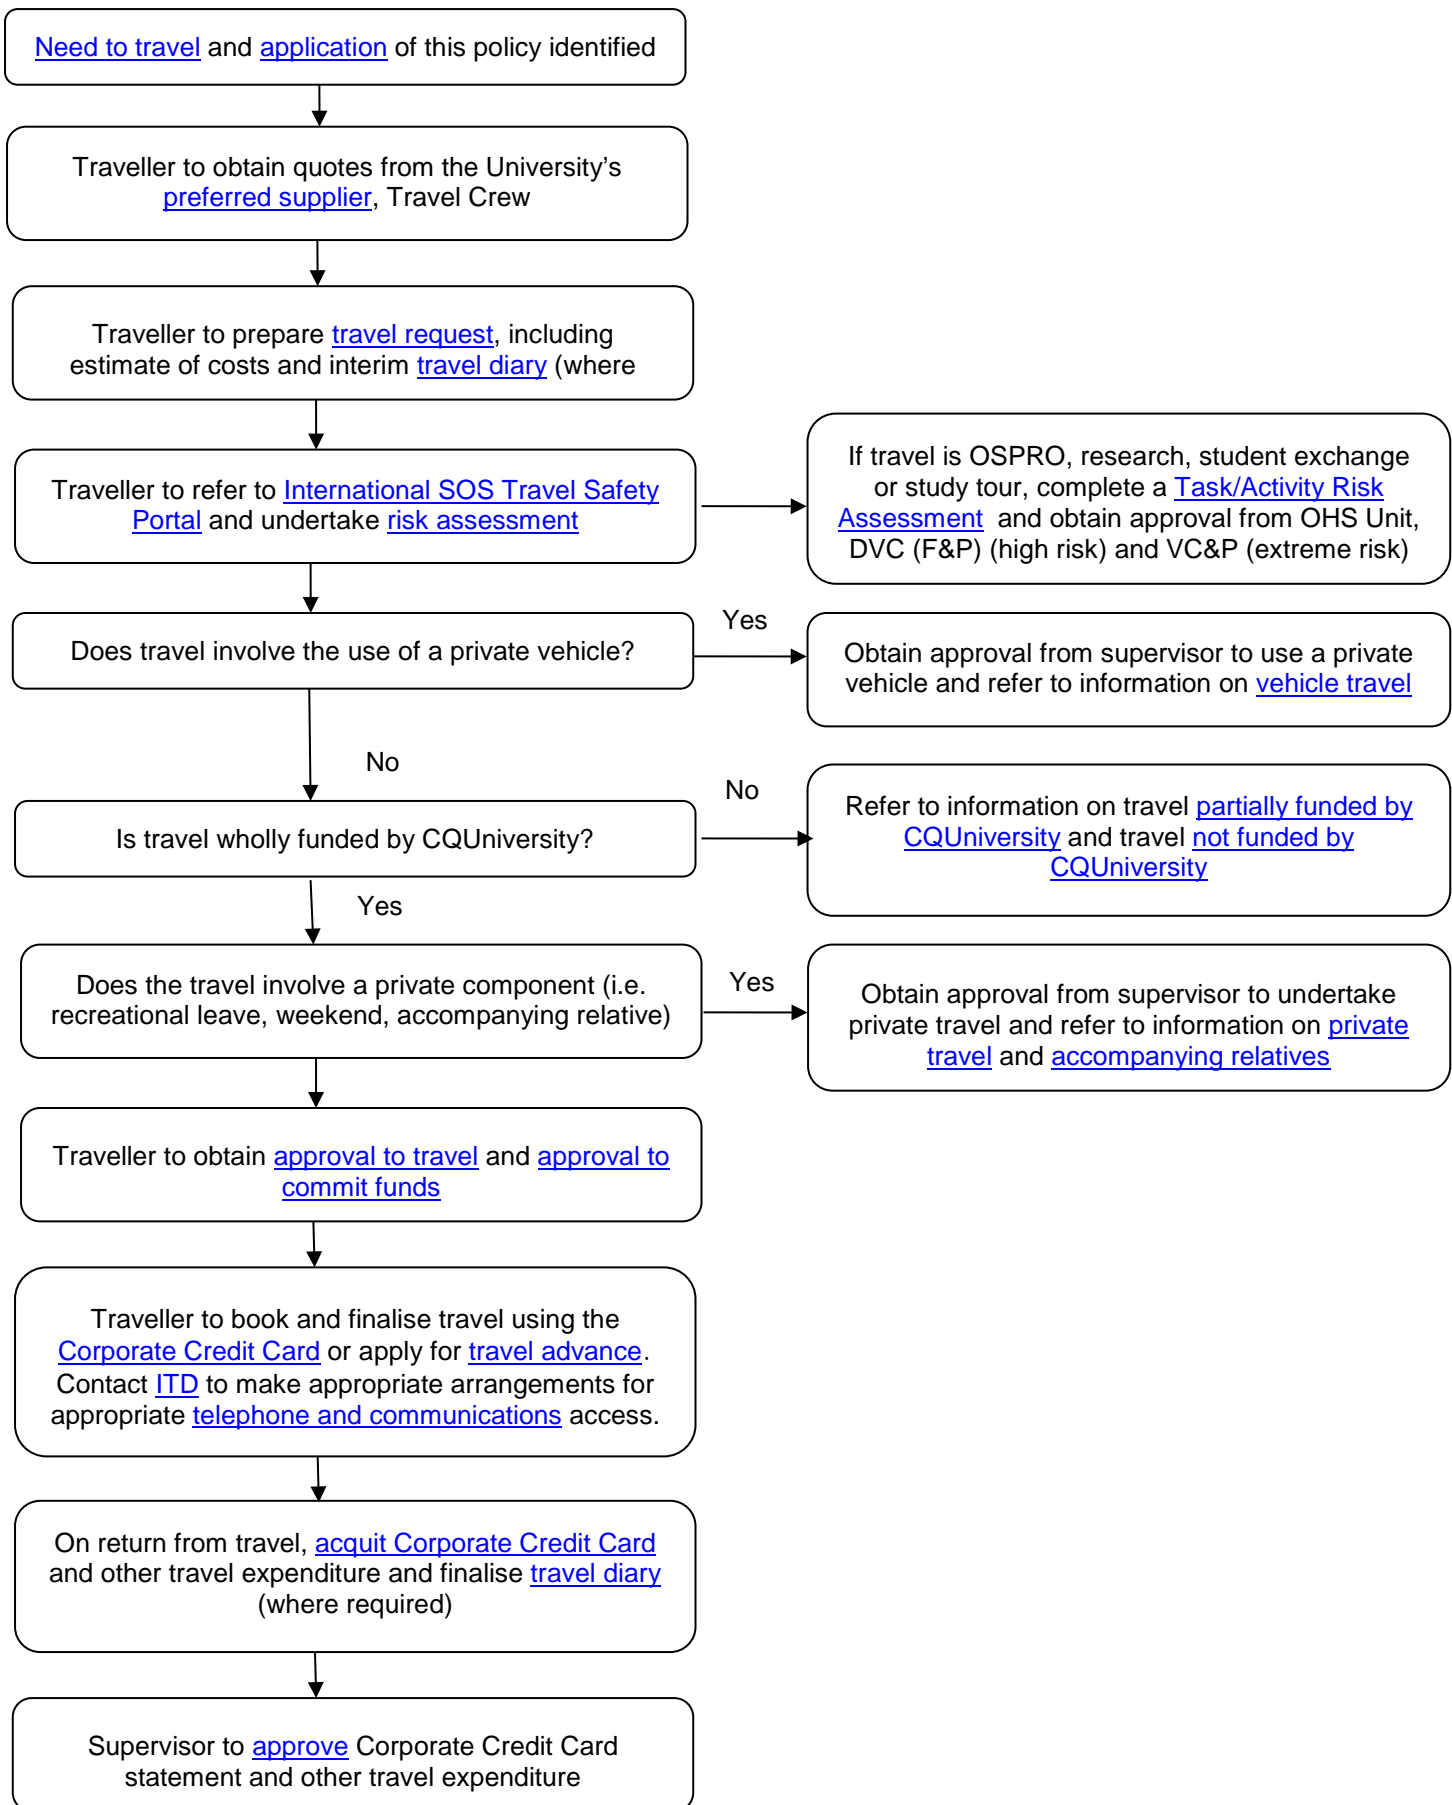 Need to travel and application of this policy identified
Traveller to obtain quotes from the University's
preferred supplier, Travel Crew
Traveller to prepare travel request, including
estimate of costs and interim travel diary (where
Traveller to refer to International SOS Travel Safety
Portal and undertake risk assessment
If travel is OSPRO, research, student exchange
or study tour, complete a Task/Activity Risk
Assessment and obtain approval from OHS Unit,
DVC (F&P) (high risk) and VC&P (extreme risk)
Does travel involve the use of a private vehicle?
Yes
Obtain approval from supervisor to use a private
vehicle and refer to information on vehicle travel
No
Is travel wholly funded by CQUniversity?
No
Refer to information on travel partially funded by
CQUniversity and travel not funded by
CQUniversity
Yes
Does the travel involve a private component (i.e.
recreational leave, weekend, accompanying relative)
Yes
Obtain approval from supervisor to undertake
private travel and refer to information on private
travel and accompanying relatives
Traveller to obtain approval to travel and approval to
commit funds
Traveller to book and finalise travel using the
Corporate Credit Card or apply for travel advance.
Contact ITD to make appropriate arrangements for
appropriate telephone and communications access.
On return from travel, acquit Corporate Credit Card
and other travel expenditure and finalise travel diary
(where required)
Supervisor to approve Corporate Credit Card
statement and other travel expenditure